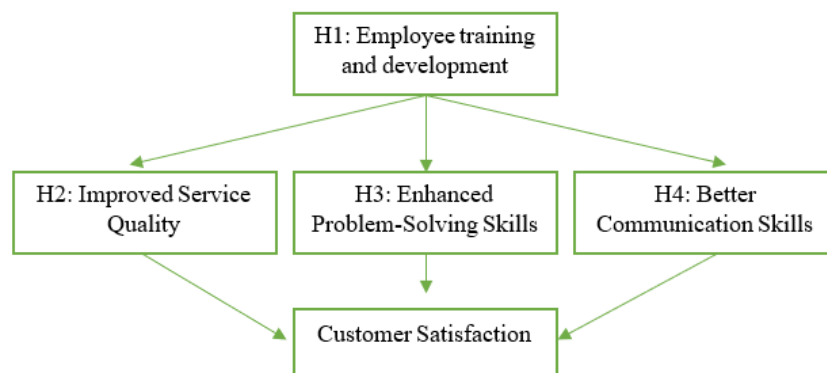 H1: Employee training
and development
H2: Improved Service
Quality
H3: Enhanced
Problem-Solving Skills
H4: Better
Communication Skills
Customer Satisfaction